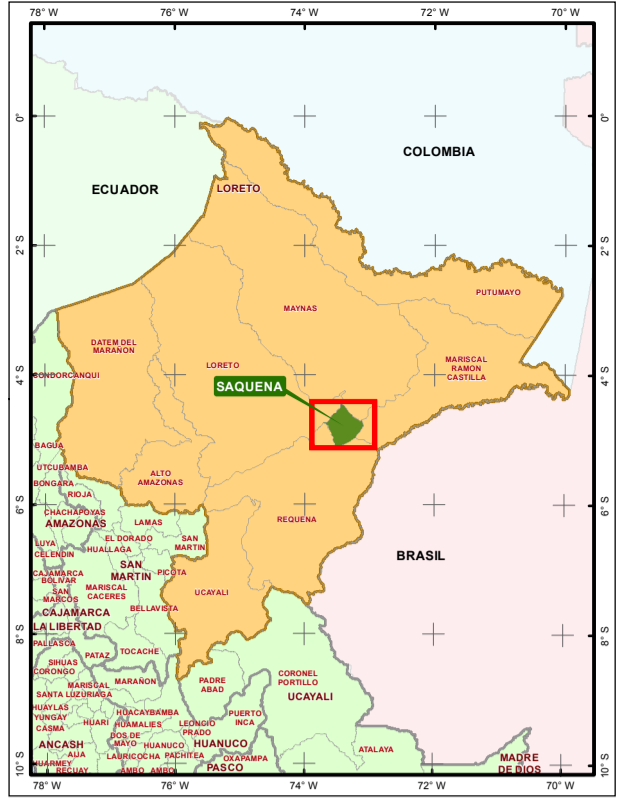 78° W 76° W 74° W 72° W 70° W
0° 0°
COLOMBIA
ECUADOR
LORETO
2° S 2° S
PUTUMAYO
MAYNAS
DATEM DEL
MARAÑON
LORETO
MARISCAL
RAMON
CASTILLA
4° S 4° S
CONDORCANQUI
SAQUENA
BAGUA
UTCUBAMBA
BONGARA
ALTO
AMAZONAS
RIOJA
6° S 6° S
CHACHAPOYAS
AMAZONAS
LAMAS
REQUENA
LUYA
EL DORADO
SAN
MARTIN
CELENDIN
HUALLAGA
BRASIL
SAN
MARTIN
CAJAMARCA
PICOTA
BOLIVAR
SAN
MARCOS
MARISCAL
CACERES
UCAYALI
CAJAMARCA
BELLAVISTA
LA LIBERTAD
8° S 8° S
PALLASCA
PATAZ
TOCACHE
SIHUAS
CORONGO
MARISCAL
LUZURIAGA
MARAÑON
PADRE
ABAD
CORONEL
PORTILLO
SANTA
UCAYALI
HUAYLAS
YUNGAY
HUACAYBAMBA
PUERTO
INCA
CASMA
HUARI
HUAMALIES
LEONCIO
PRADO
DOS DE
MAYO
ANCASH
HUANUCO
HUANUCO
ATALAYA
AIJA
LAURICOCHA
PACHITEA
OXAPAMPA
MADRE
DE DIOS
HUARMEY
RECUAY
AMBO
AMBO
PASCO
10° S 10° S
78° W 76° W 74° W 72° W 70° W